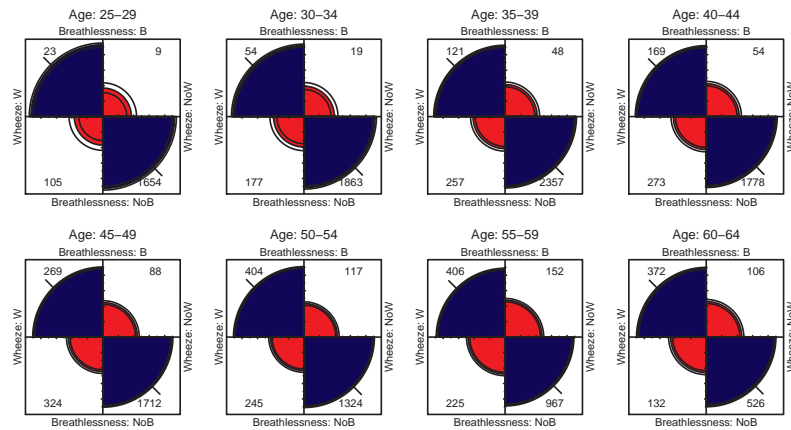 Age: 25–29
Breathlessness: B
23 9
Wheeze: W
Wheeze: NoW
105 1654
Breathlessness: NoB
Age: 30–34
Breathlessness: B
54 19
Wheeze: W
Wheeze: NoW
177 1863
Breathlessness: NoB
Age: 35–39
Breathlessness: B
121 48
Wheeze: W
Wheeze: NoW
257 2357
Breathlessness: NoB
Age: 40–44
Breathlessness: B
169 54
Wheeze: W
Wheeze: NoW
273 1778
Breathlessness: NoB
Age: 45–49
Breathlessness: B
269 88
Wheeze: W
Wheeze: NoW
324 1712
Breathlessness: NoB
Age: 50–54
Breathlessness: B
404 117
Wheeze: W
Wheeze: NoW
245 1324
Breathlessness: NoB
Age: 55–59
Breathlessness: B
406 152
Wheeze: W
Wheeze: NoW
225 967
Breathlessness: NoB
Age: 60–64
Breathlessness: B
372 106
Wheeze: W
Wheeze: NoW
132 526
Breathlessness: NoB